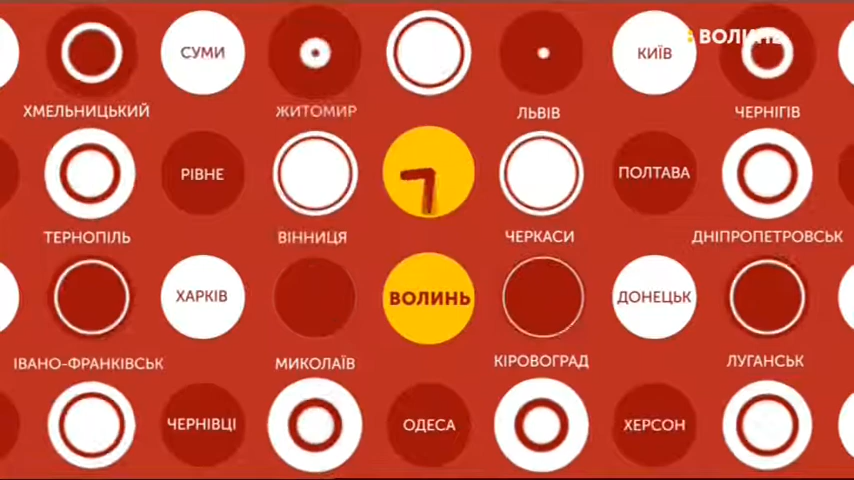 СУМИ
КИЇВ
ВОЛИНЬ
ХМЕЛЬНИЦЬКИЙ
ЖИТОМИР
ЛЬВІВ
ЧЕРНІГІВ
РІВНЕ
ПОЛТАВА
ТЕРНОПІЛЬ
ВІННИЦЯ
ЧЕРКАСИ
ДНІПРОПЕТРОВСЬК
ХАРКІВ
ВОЛИНЬ
ДОНЕЦЬК
ІВАНО-ФРАНКІВСЬК
МИКОЛАЇВ
КІРОВОГРАД
ЛУГАНСЬК
ЧЕРНІВЦІ
ОДЕСА
ХЕРСОН